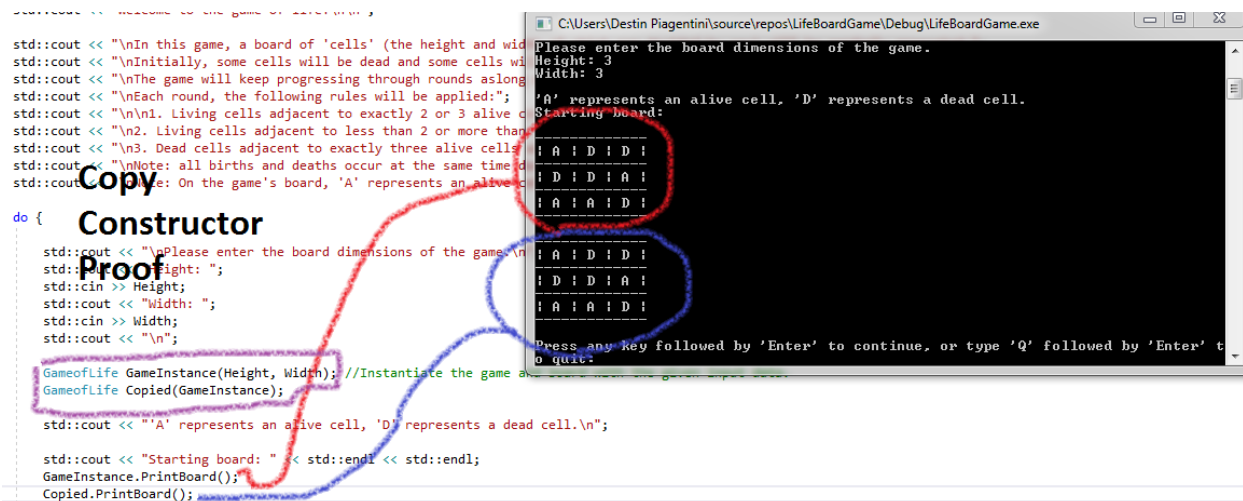 std::cout << "\nIn this game, a board of 'cells' (the height and wid
std::cout << "\nInitially, some cells will be dead and some cells wi
std::cout << "\nThe game will keep progressing through rounds aslong
std::cout << "\nEach round, the following rules will be applied:";
std::cout << "\n\n1. Living cells adjacent to exactly 2 or 3 alive c
std::cout << "\n2. Living cells adjacent to less than 2 or more than
std::cout << "\n3. Dead cells adjacent to exactly three alive cells
std::cout << "\nNote: all births and deaths occur at the same time
std::cout << "\nNote: On the game's board, 'A' represents an alive c
Copy
Constructor
Proof
do {
std::cout << "\nPlease enter the board dimensions of the game.\n
std::cout << "Height: ";
std::cin >> Height;
std::cout << "Width: ";
std::cin >> Width;
std::cout << "\n";
GameofLife GameInstance(Height, Width); //Instantiate the game and board with the given input data.
GameofLife Copied(GameInstance);
std::cout << "'A' represents an alive cell, 'D' represents a dead cell.\n";
std::cout << "Starting board: " << std::endl << std::endl;
GameInstance.PrintBoard();
Copied.PrintBoard();
C:\Users\Destin Piagentini\source\repos\LifeBoardGame\Debug\LifeBoardGame.exe
Please enter the board dimensions of the game.
Height: 3
Width: 3
'A' represents an alive cell, 'D' represents a dead cell.
Starting board:
-------------
| A | D | D |
-------------
| D | D | A |
-------------
| A | A | D |
-------------
-------------
| A | D | D |
-------------
| D | D | A |
-------------
| A | A | D |
-------------
Press any key followed by 'Enter' to continue, or type 'Q' followed by 'Enter' t
o quit: